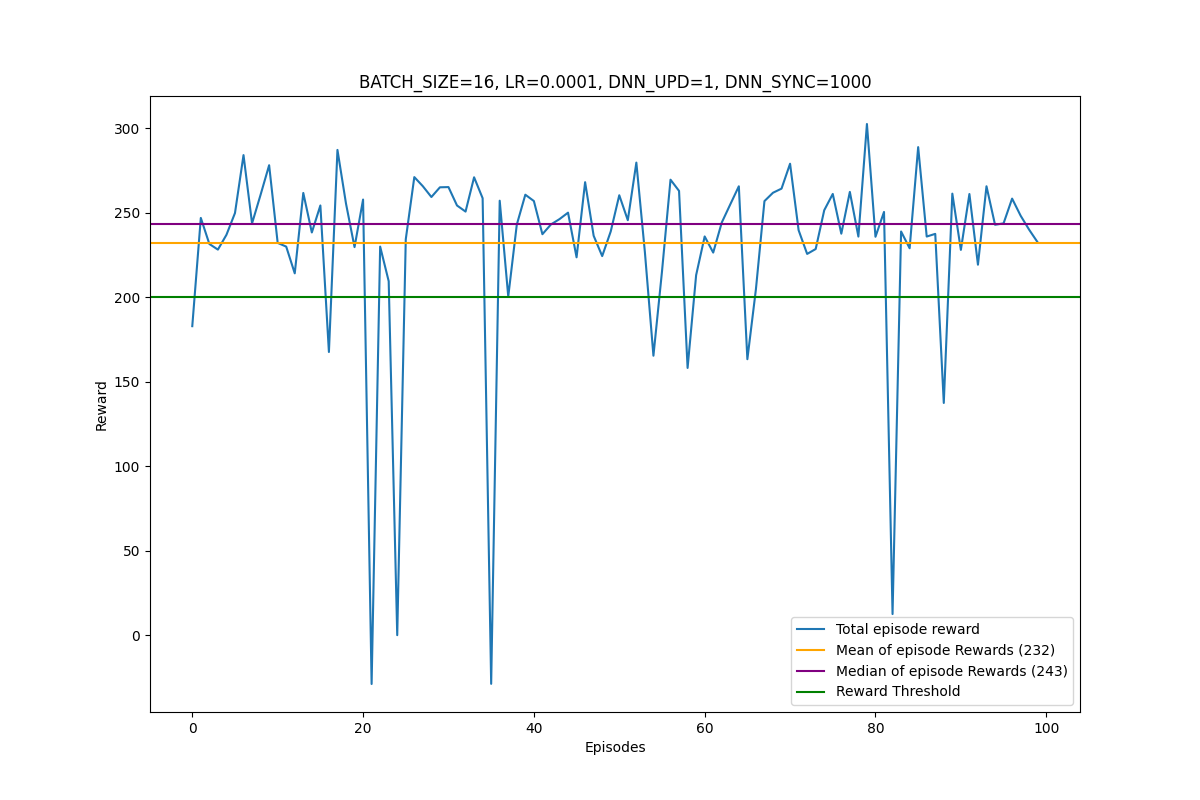 BATCH_SIZE=16, LR=0.0001, DNN_UPD=1, DNN_SYNC=1000
300
250
200
150
100
50
0
Reward
Total episode reward
Mean of episode Rewards (232)
Median of episode Rewards (243)
Reward Threshold
0 20 40 60 80 100
Episodes